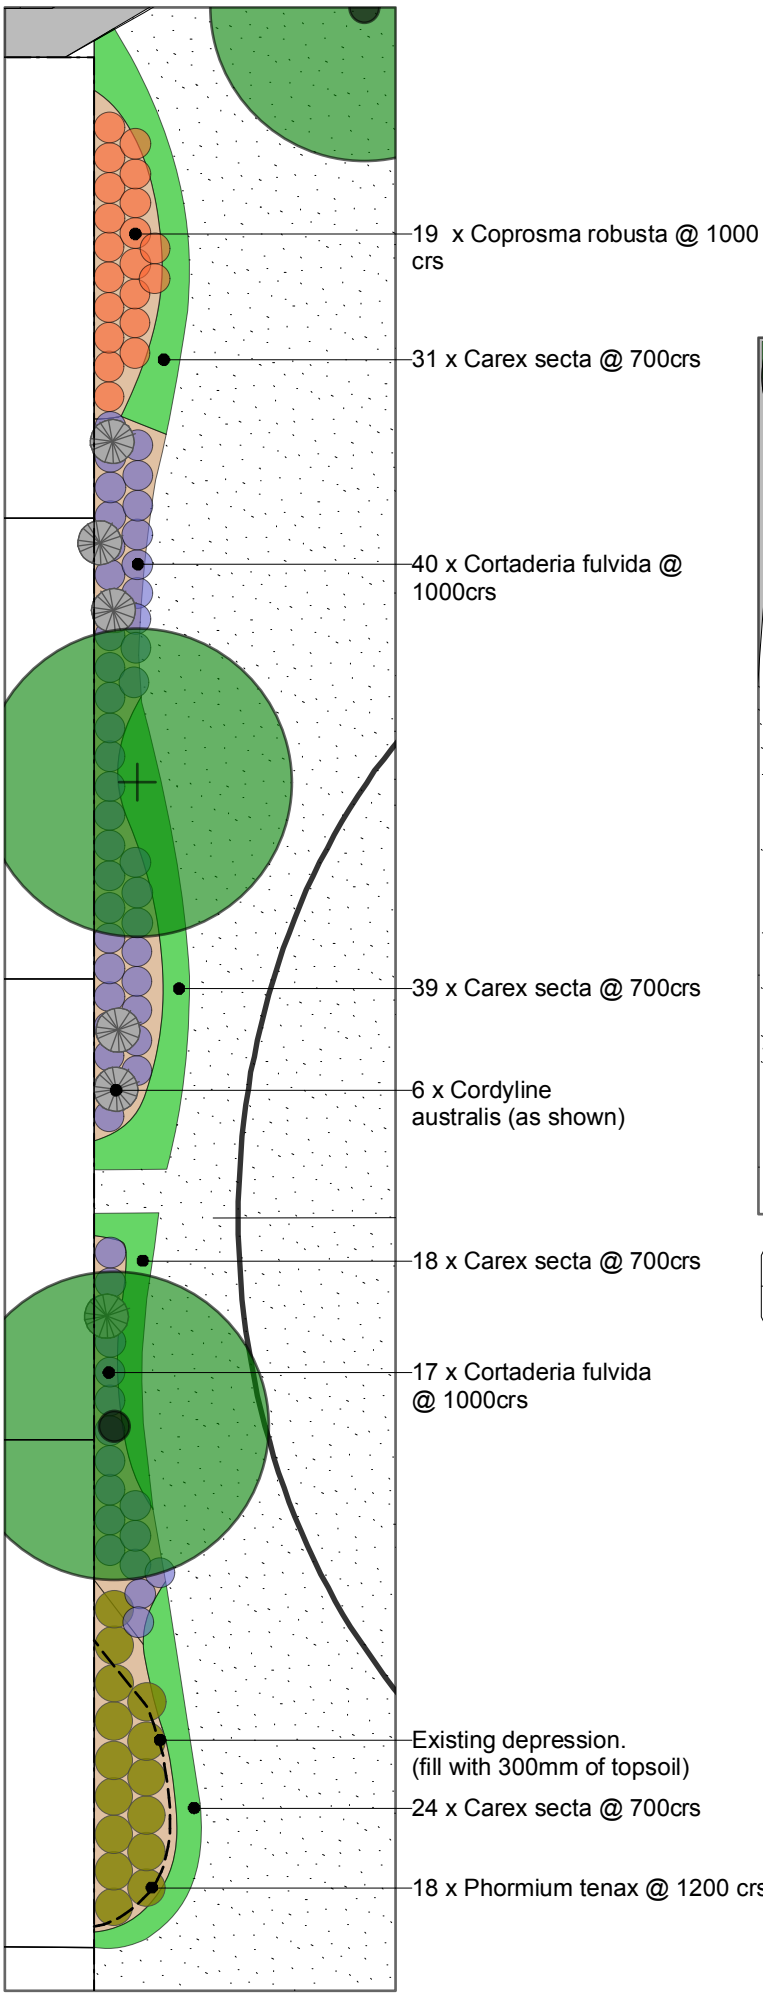 19  x Coprosma robusta @ 1000
crs
31 x Carex secta @ 700crs
40 x Cortaderia fulvida @
1000crs
39 x Carex secta @ 700crs
6 x Cordyline
australis (as shown)
18 x Carex secta @ 700crs
17 x Cortaderia fulvida
@ 1000crs
Existing depression.
(fill with 300mm of topsoil)
24 x Carex secta @ 700crs
18 x Phormium tenax @ 1200 crs